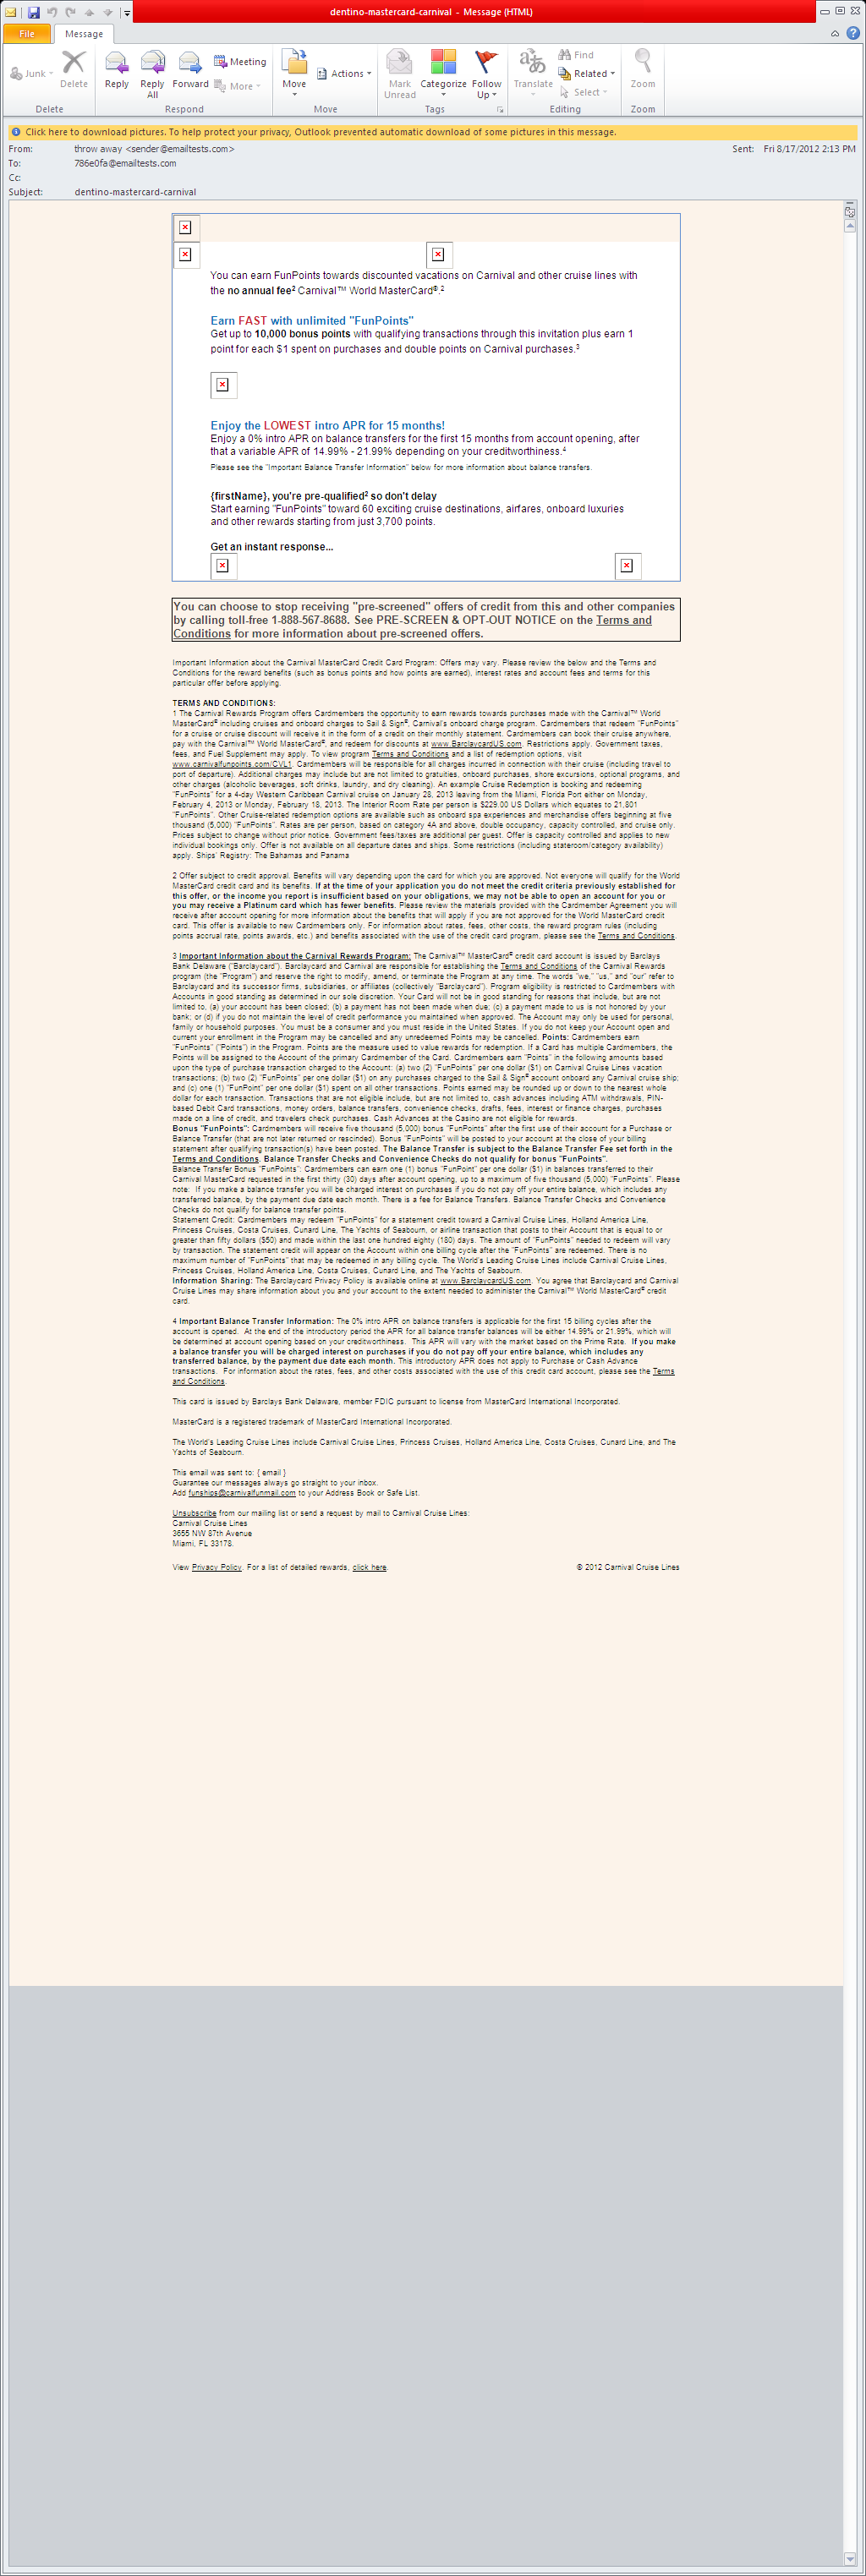 dentino-mastercard-carnival - Message (HTML)
File
Message
Junk
Delete
Delete
Reply
Reply All
Forward
Meeting
More
Respond
Move
Actions
Move
Mark Unread
Categorize
Follow Up
Tags
Translate
Find
Related
Select
Editing
Zoom
Zoom
Click here to download pictures. To help protect your privacy, Outlook prevented automatic download of some pictures in this message.
From: throw away <sender@emailtests.com>
Sent: Fri 8/17/2012 2:13 PM
To: 786e0fa@emailtests.com
Cc:
Subject: dentino-mastercard-carnival
You can earn FunPoints towards discounted vacations on Carnival and other cruise lines with
the no annual fee² Carnival™ World MasterCard®.²
Earn FAST with unlimited "FunPoints"
Get up to 10,000 bonus points with qualifying transactions through this invitation plus earn 1
point for each $1 spent on purchases and double points on Carnival purchases.³
Enjoy the LOWEST intro APR for 15 months!
Enjoy a 0% intro APR on balance transfers for the first 15 months from account opening, after
that a variable APR of 14.99% - 21.99% depending on your creditworthiness.⁴
Please see the "Important Balance Transfer Information" below for more information about balance transfers.
{firstName}, you're pre-qualified² so don't delay
Start earning "FunPoints" toward 60 exciting cruise destinations, airfares, onboard luxuries
and other rewards starting from just 3,700 points.
Get an instant response...
You can choose to stop receiving "pre-screened" offers of credit from this and other companies
by calling toll-free 1-888-567-8688. See PRE-SCREEN & OPT-OUT NOTICE on the Terms and
Conditions for more information about pre-screened offers.
Important Information about the Carnival MasterCard Credit Card Program: Offers may vary. Please review the below and the Terms and
Conditions for the reward benefits (such as bonus points and how points are earned), interest rates and account fees and terms for this
particular offer before applying.
TERMS AND CONDITIONS:
1 The Carnival Rewards Program offers Cardmembers the opportunity to earn rewards towards purchases made with the Carnival™ World
MasterCard® including cruises and onboard charges to Sail & Sign®, Carnival's onboard charge program. Cardmembers that redeem "FunPoints"
for a cruise or cruise discount will receive it in the form of a credit on their monthly statement. Cardmembers can book their cruise anywhere,
pay with the Carnival™ World MasterCard®, and redeem for discounts at www.BarclaycardUS.com. Restrictions apply. Government taxes,
fees, and Fuel Supplement may apply. To view program Terms and Conditions and a list of redemption options, visit
www.carnivalfunpoints.com/CVL1. Cardmembers will be responsible for all charges incurred in connection with their cruise (including travel to
port of departure). Additional charges may include but are not limited to gratuities, onboard purchases, shore excursions, optional programs, and
other charges (alcoholic beverages, soft drinks, laundry, and dry cleaning). An example Cruise Redemption is booking and redeeming
"FunPoints" for a 4-day Western Caribbean Carnival cruise on January 28, 2013 leaving from the Miami, Florida Port either on Monday,
February 4, 2013 or Monday, February 18, 2013. The Interior Room Rate per person is $229.00 US Dollars which equates to 21,801
"FunPoints". Other Cruise-related redemption options are available such as onboard spa experiences and merchandise offers beginning at five
thousand (5,000) "FunPoints". Rates are per person, based on category 4A and above, double occupancy, capacity controlled, and cruise only.
Prices subject to change without prior notice. Government fees/taxes are additional per guest. Offer is capacity controlled and applies to new
individual bookings only. Offer is not available on all departure dates and ships. Some restrictions (including stateroom/category availability)
apply. Ships' Registry: The Bahamas and Panama
2 Offer subject to credit approval. Benefits will vary depending upon the card for which you are approved. Not everyone will qualify for the World
MasterCard credit card and its benefits. If at the time of your application you do not meet the credit criteria previously established for
this offer, or the income you report is insufficient based on your obligations, we may not be able to open an account for you or
you may receive a Platinum card which has fewer benefits. Please review the materials provided with the Cardmember Agreement you will
receive after account opening for more information about the benefits that will apply if you are not approved for the World MasterCard credit
card. This offer is available to new Cardmembers only. For information about rates, fees, other costs, the reward program rules (including
points accrual rate, points awards, etc.) and benefits associated with the use of the credit card program, please see the Terms and Conditions.
3 Important Information about the Carnival Rewards Program: The Carnival™ MasterCard® credit card account is issued by Barclays
Bank Delaware ("Barclaycard"). Barclaycard and Carnival are responsible for establishing the Terms and Conditions of the Carnival Rewards
program (the "Program") and reserve the right to modify, amend, or terminate the Program at any time. The words "we," "us," and "our" refer to
Barclaycard and its successor firms, subsidiaries, or affiliates (collectively "Barclaycard"). Program eligibility is restricted to Cardmembers with
Accounts in good standing as determined in our sole discretion. Your Card will not be in good standing for reasons that include, but are not
limited to, (a) your account has been closed; (b) a payment has not been made when due; (c) a payment made to us is not honored by your
bank; or (d) if you do not maintain the level of credit performance you maintained when approved. The Account may only be used for personal,
family or household purposes. You must be a consumer and you must reside in the United States. If you do not keep your Account open and
current your enrollment in the Program may be cancelled and any unredeemed Points may be cancelled. Points: Cardmembers earn
"FunPoints" ("Points") in the Program. Points are the measure used to value rewards for redemption. If a Card has multiple Cardmembers, the
Points will be assigned to the Account of the primary Cardmember of the Card. Cardmembers earn "Points" in the following amounts based
upon the type of purchase transaction charged to the Account: (a) two (2) "FunPoints" per one dollar ($1) on Carnival Cruise Lines vacation
transactions; (b) two (2) "FunPoints" per one dollar ($1) on any purchases charged to the Sail & Sign® account onboard any Carnival cruise ship;
and (c) one (1) "FunPoint" per one dollar ($1) spent on all other transactions. Points earned may be rounded up or down to the nearest whole
dollar for each transaction. Transactions that are not eligible include, but are not limited to, cash advances including ATM withdrawals, PIN-
based Debit Card transactions, money orders, balance transfers, convenience checks, drafts, fees, interest or finance charges, purchases
made on a line of credit, and travelers check purchases. Cash Advances at the Casino are not eligible for rewards.
Bonus "FunPoints": Cardmembers will receive five thousand (5,000) bonus "FunPoints" after the first use of their account for a Purchase or
Balance Transfer (that are not later returned or rescinded). Bonus "FunPoints" will be posted to your account at the close of your billing
statement after qualifying transaction(s) have been posted. The Balance Transfer is subject to the Balance Transfer Fee set forth in the
Terms and Conditions. Balance Transfer Checks and Convenience Checks do not qualify for bonus "FunPoints".
Balance Transfer Bonus "FunPoints": Cardmembers can earn one (1) bonus "FunPoint" per one dollar ($1) in balances transferred to their
Carnival MasterCard requested in the first thirty (30) days after account opening, up to a maximum of five thousand (5,000) "FunPoints". Please
note: If you make a balance transfer you will be charged interest on purchases if you do not pay off your entire balance, which includes any
transferred balance, by the payment due date each month. There is a fee for Balance Transfers. Balance Transfer Checks and Convenience
Checks do not qualify for balance transfer points.
Statement Credit: Cardmembers may redeem "FunPoints" for a statement credit toward a Carnival Cruise Lines, Holland America Line,
Princess Cruises, Costa Cruises, Cunard Line, The Yachts of Seabourn, or airline transaction that posts to their Account that is equal to or
greater than fifty dollars ($50) and made within the last one hundred eighty (180) days. The amount of "FunPoints" needed to redeem will vary
by transaction. The statement credit will appear on the Account within one billing cycle after the "FunPoints" are redeemed. There is no
maximum number of "FunPoints" that may be redeemed in any billing cycle. The World's Leading Cruise Lines include Carnival Cruise Lines,
Princess Cruises, Holland America Line, Costa Cruises, Cunard Line, and The Yachts of Seabourn.
Information Sharing: The Barclaycard Privacy Policy is available online at www.BarclaycardUS.com. You agree that Barclaycard and Carnival
Cruise Lines may share information about you and your account to the extent needed to administer the Carnival™ World MasterCard® credit
card.
4 Important Balance Transfer Information: The 0% intro APR on balance transfers is applicable for the first 15 billing cycles after the
account is opened. At the end of the introductory period the APR for all balance transfer balances will be either 14.99% or 21.99%, which will
be determined at account opening based on your creditworthiness. This APR will vary with the market based on the Prime Rate. If you make
a balance transfer you will be charged interest on purchases if you do not pay off your entire balance, which includes any
transferred balance, by the payment due date each month. This introductory APR does not apply to Purchase or Cash Advance
transactions. For information about the rates, fees, and other costs associated with the use of this credit card account, please see the Terms
and Conditions.
This card is issued by Barclays Bank Delaware, member FDIC pursuant to license from MasterCard International Incorporated.
MasterCard is a registered trademark of MasterCard International Incorporated.
The World's Leading Cruise Lines include Carnival Cruise Lines, Princess Cruises, Holland America Line, Costa Cruises, Cunard Line, and The
Yachts of Seabourn.
This email was sent to: { email }
Guarantee our messages always go straight to your inbox.
Add funships@carnivalfunmail.com to your Address Book or Safe List.
Unsubscribe from our mailing list or send a request by mail to Carnival Cruise Lines:
Carnival Cruise Lines
3655 NW 87th Avenue
Miami, FL 33178.
View Privacy Policy. For a list of detailed rewards, click here.
© 2012 Carnival Cruise Lines